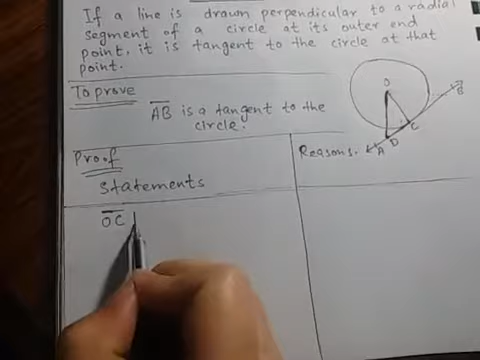 If a line is drawn perpendicular to a radial
segment of a circle at its outer end
point, it is tangent to the circle at that
point.
To prove
AB is a tangent to the
circle.
O
B
C
D
A
Proof
Statements
Reasons.
OC